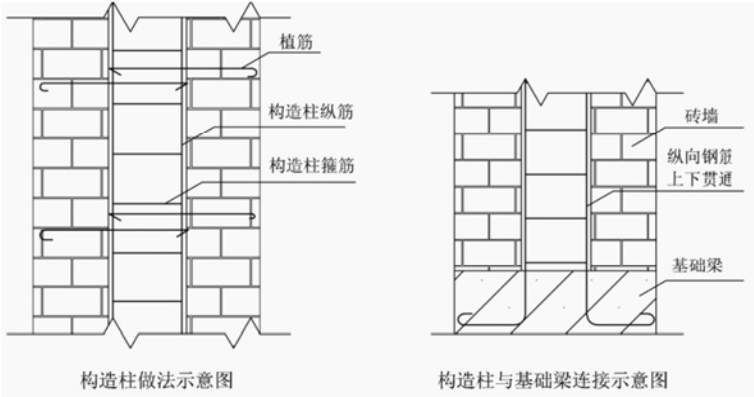 植筋
构造柱纵筋
构造柱箍筋
构造柱做法示意图
砖墙
纵向钢筋
上下贯通
基础梁
构造柱与基础梁连接示意图